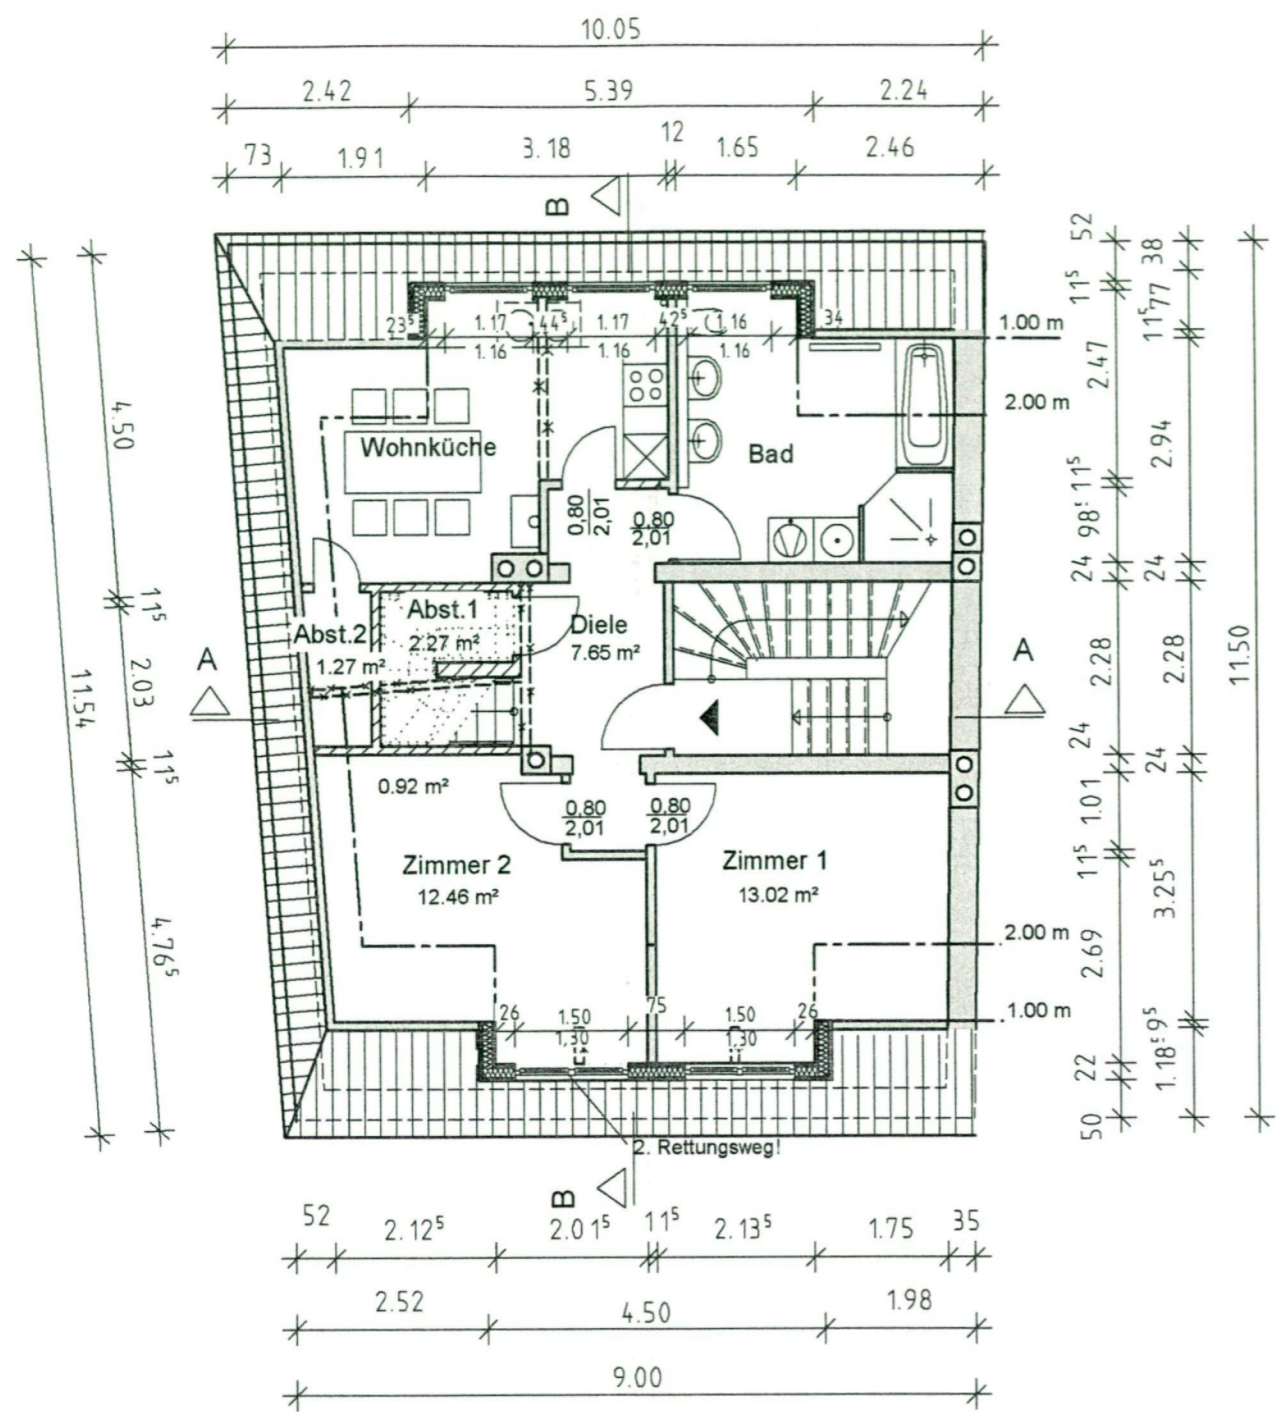 10.05
2.42 5.39 2.24
73 1.91 3.18 12 1.65 2.46
B
52 38
11⁵ 77
11⁵
23⁵ 1.17 44⁵ 1.17 42⁵ 1.16 34
1.16 1.16 1.16
1.00 m
2.47
2.00 m
4.50
Wohnküche
Bad
2.94
11⁵
98⁵
0,80
2,01
0,80
2,01
24 24
11⁵
Abst.1
2.27 m²
Abst.2
1.27 m²
Diele
7.65 m²
A A
2.03
11.54
2.28 2.28
11.50
24 24
11⁵
0.92 m²
0,80
2,01
0,80
2,01
1.01
Zimmer 2
12.46 m²
Zimmer 1
13.02 m²
11⁵
3.25⁵
4.76⁵
2.00 m
2.69
26 1.50 75 1.50 26
1,30 1,30
1.00 m
9⁵
22 1.18⁵
50
2. Rettungsweg!
B
52 2.12⁵ 2.01⁵ 11⁵ 2.13⁵ 1.75 35
2.52 4.50 1.98
9.00